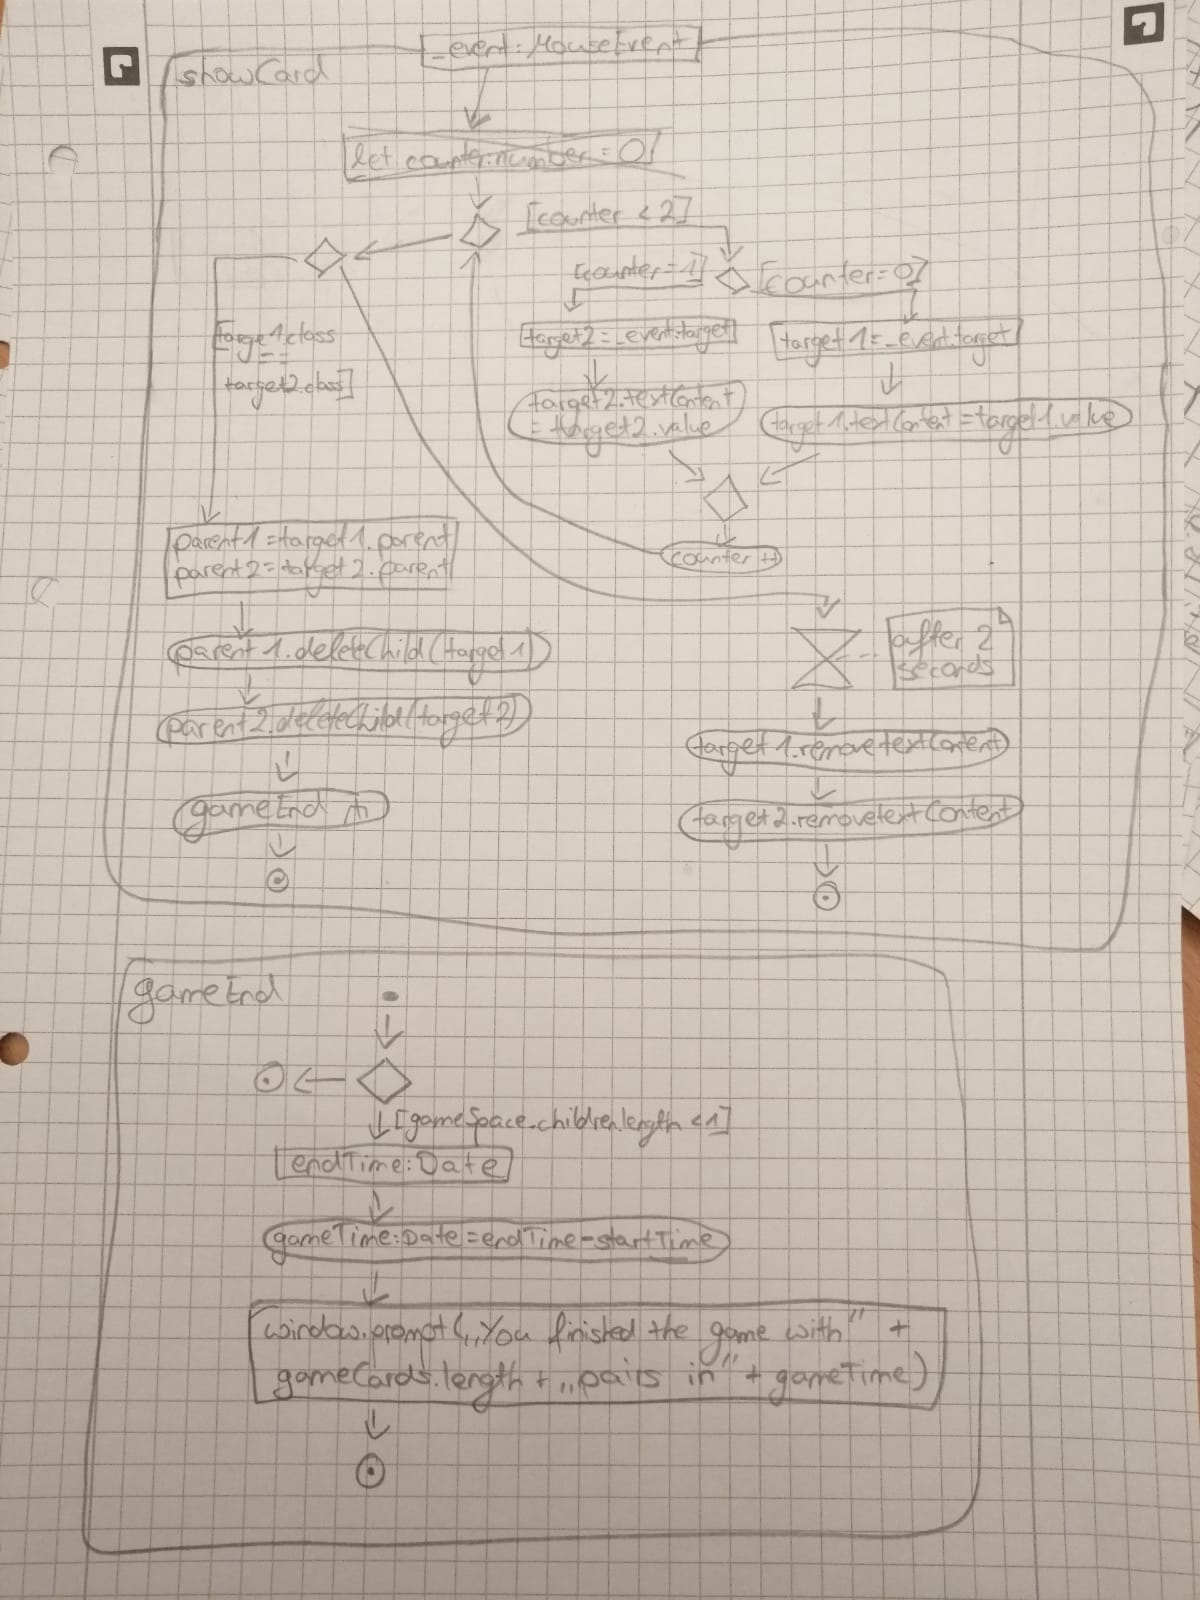 _event: MouseEvent
showCard
let counter:number = 0
[counter < 2]
[counter=1]
[counter=0]
[targe1.class
==
target2.class]
target2=_event.target
target1=_event.target
target2.textContent
= target2.value
target1.textContent=target1.value
parent1=target1.parent
parent2=target2.parent
counter ++
parent1.deleteChild(target1)
after 2
seconds
parent2.deleteChild(target2)
target1.removetextContent
gameEnd
target2.removetextContent
gameEnd
[gameSpace.children.length <1]
endTime:Date
gameTime:Date=endTime-startTime
window.prompt(„You finished the game with" +
gameCards.length + „pairs in" + gameTime)